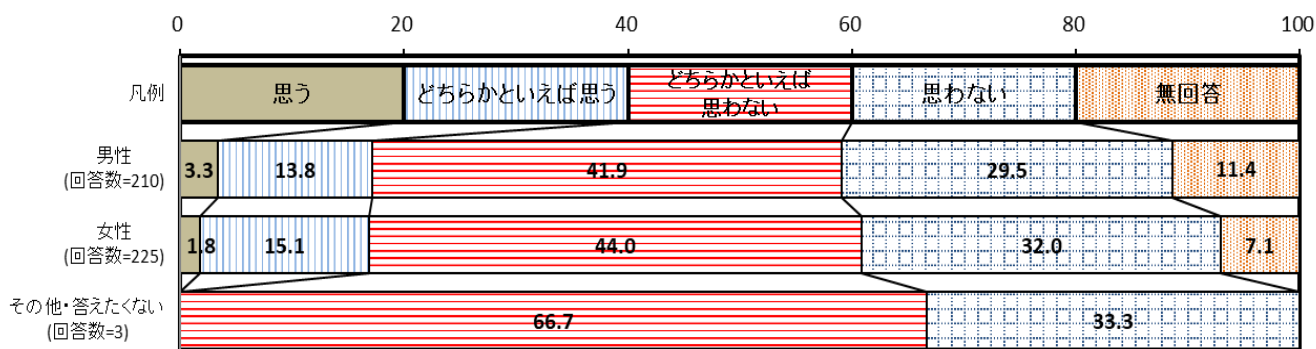 0 20 40 60 80 100
凡例 思う どちらかといえば思う どちらかといえば 思わない 無回答
思わない
男性
(回答数=210)
3.3 13.8 41.9 29.5 11.4
女性
(回答数=225)
1.8 15.1 44.0 32.0 7.1
その他・答えたくない
(回答数=3)
66.7 33.3